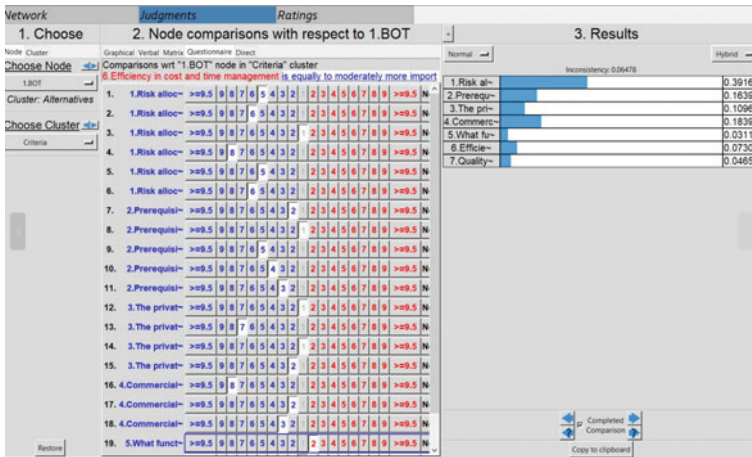 Network Judgments Ratings
1. Choose
Node Cluster
Choose Node
1.BOT
Cluster: Alternatives
Choose Cluster
Criteria
Restore
2. Node comparisons with respect to 1.BOT
Graphical Verbal Matrix Questionnaire Direct
Comparisons wrt "1.BOT" node in "Criteria" cluster
6.Efficiency in cost and time management is equally to moderately more import
1. 1.Risk alloc~ >=9.5 9 8 7 6 5 4 3 2 2 3 4 5 6 7 8 9 >=9.5 N
2. 1.Risk alloc~ >=9.5 9 8 7 6 5 4 3 2 2 3 4 5 6 7 8 9 >=9.5 N
3. 1.Risk alloc~ >=9.5 9 8 7 6 5 4 3 2 1 2 3 4 5 6 7 8 9 >=9.5 N
4. 1.Risk alloc~ >=9.5 9 8 7 6 5 4 3 2 2 3 4 5 6 7 8 9 >=9.5 N
5. 1.Risk alloc~ >=9.5 9 8 7 6 5 4 3 2 2 3 4 5 6 7 8 9 >=9.5 N
6. 1.Risk alloc~ >=9.5 9 8 7 6 5 4 3 2 2 3 4 5 6 7 8 9 >=9.5 N
7. 2.Prerequisi~ >=9.5 9 8 7 6 5 4 3 2 2 3 4 5 6 7 8 9 >=9.5 N
8. 2.Prerequisi~ >=9.5 9 8 7 6 5 4 3 2 1 2 3 4 5 6 7 8 9 >=9.5 N
9. 2.Prerequisi~ >=9.5 9 8 7 6 5 4 3 2 2 3 4 5 6 7 8 9 >=9.5 N
10. 2.Prerequisi~ >=9.5 9 8 7 6 5 4 3 2 2 3 4 5 6 7 8 9 >=9.5 N
11. 2.Prerequisi~ >=9.5 9 8 7 6 5 4 3 2 2 3 4 5 6 7 8 9 >=9.5 N
12. 3.The privat~ >=9.5 9 8 7 6 5 4 3 2 1 2 3 4 5 6 7 8 9 >=9.5 N
13. 3.The privat~ >=9.5 9 8 7 6 5 4 3 2 2 3 4 5 6 7 8 9 >=9.5 N
14. 3.The privat~ >=9.5 9 8 7 6 5 4 3 2 1 2 3 4 5 6 7 8 9 >=9.5 N
15. 3.The privat~ >=9.5 9 8 7 6 5 4 3 2 2 3 4 5 6 7 8 9 >=9.5 N
16. 4.Commercial~ >=9.5 9 8 7 6 5 4 3 2 2 3 4 5 6 7 8 9 >=9.5 N
17. 4.Commercial~ >=9.5 9 8 7 6 5 4 3 2 2 3 4 5 6 7 8 9 >=9.5 N
18. 4.Commercial~ >=9.5 9 8 7 6 5 4 3 2 2 3 4 5 6 7 8 9 >=9.5 N
19. 5.What funct~ >=9.5 9 8 7 6 5 4 3 2 2 3 4 5 6 7 8 9 >=9.5 N
3. Results
Normal Hybrid
Inconsistency: 0.06478
1.Risk al~ 0.3916
2.Prerequ~ 0.1639
3.The pri~ 0.1096
4.Commerc~ 0.1839
5.What fu~ 0.0311
6.Efficie~ 0.0730
7.Quality~ 0.0465
Completed
Comparison
Copy to clipboard